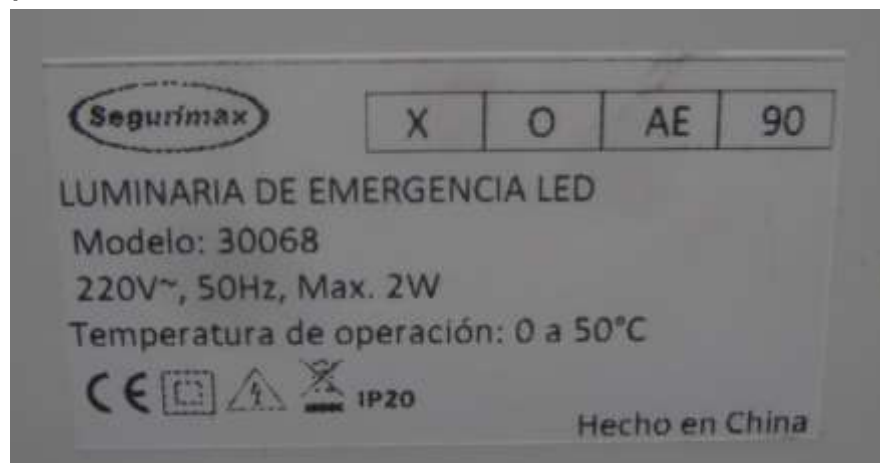 Segurimax
X O AE 90
LUMINARIA DE EMERGENCIA LED
Modelo: 30068
220V~, 50Hz, Max. 2W
Temperatura de operación: 0 a 50°C
CE IP20
Hecho en China